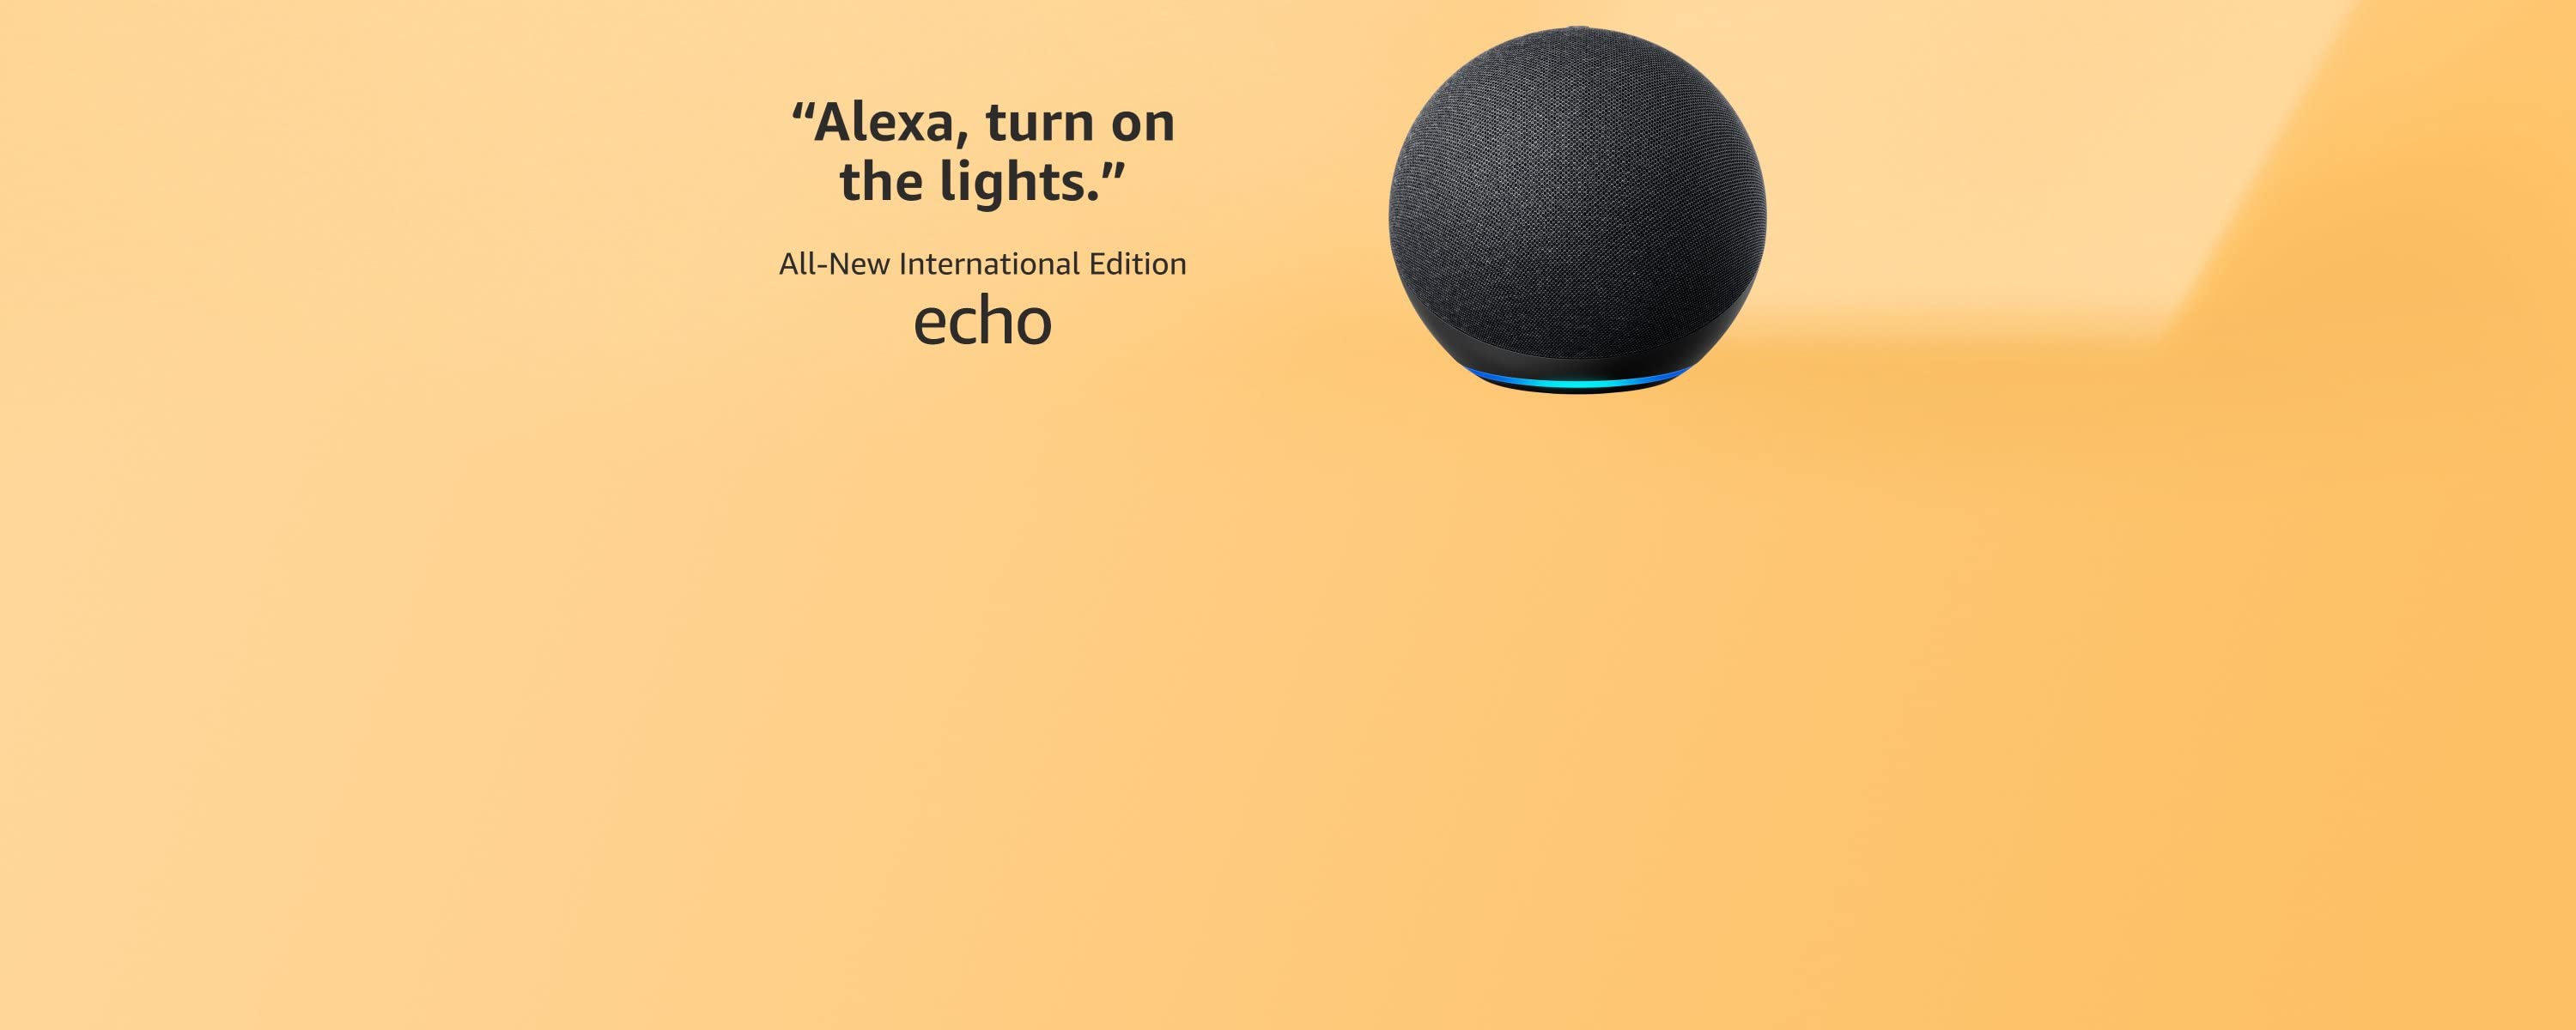 “Alexa, turn on
the lights.”
All-New International Edition
echo